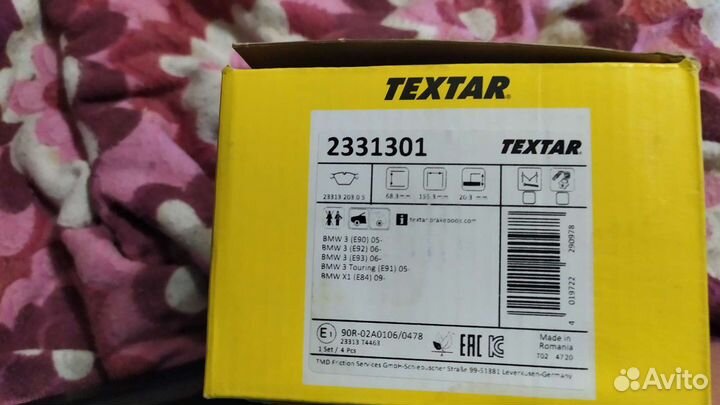 TEXTAR
2331301 TEXTAR
23313 203 0 5 68.3 mm 155.3 mm 20.3 mm
i textar brakebook.com
BMW 3 (E90) 05-
BMW 3 (E92) 06-
BMW 3 (E93) 06-
BMW 3 Touring (E91) 05-
BMW X1 (E84) 09-
4 019722 290978
E1 90R-02A0106/0478
23313 T4463
1 Set / 4 Pcs
EAC
Made in
Romania
T02 4720
TMD Friction Services GmbH-Schlebuscher Straße 99-51381 Leverkusen-Germany
Avito